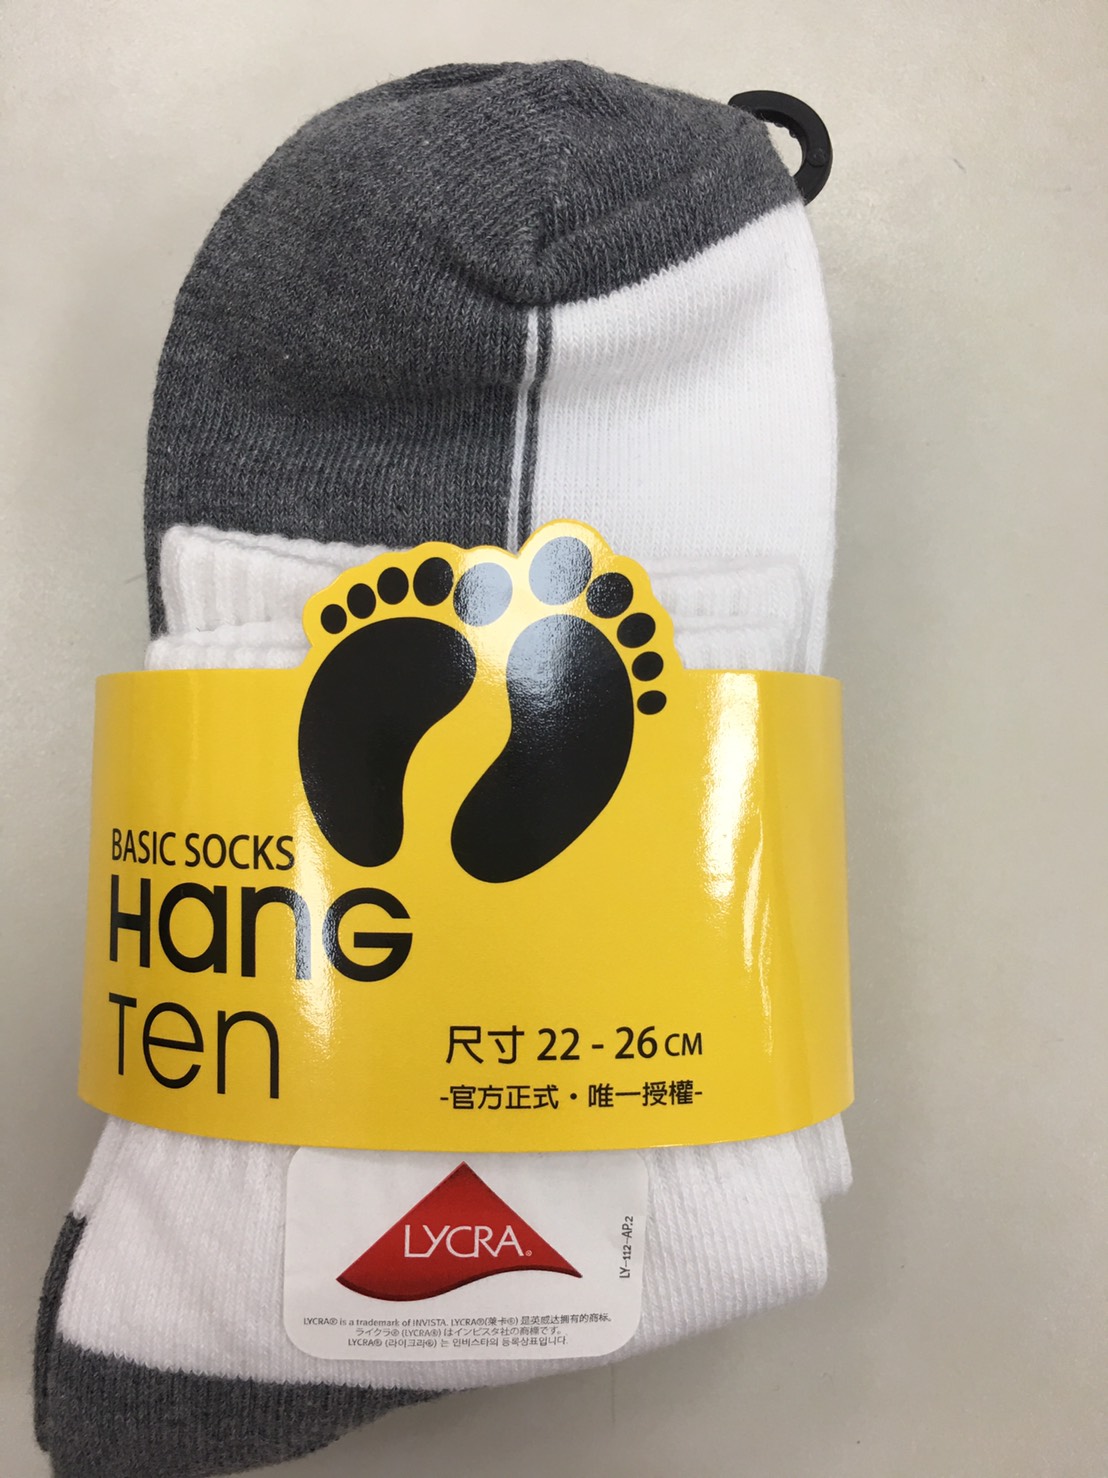 BASIC SOCKS
HanG
Ten
尺寸 22 - 26 CM
-官方正式·唯一授權-
LYCRA®
LY-112-AP.2
LYCRA® is a trademark of INVISTA. LYCRA®(莱卡®) 是英威达拥有的商标。
ライクラ® (LYCRA®) はインビスタ社の商標です。
LYCRA® (라이크라®) 는 인비스타의 등록상표입니다.